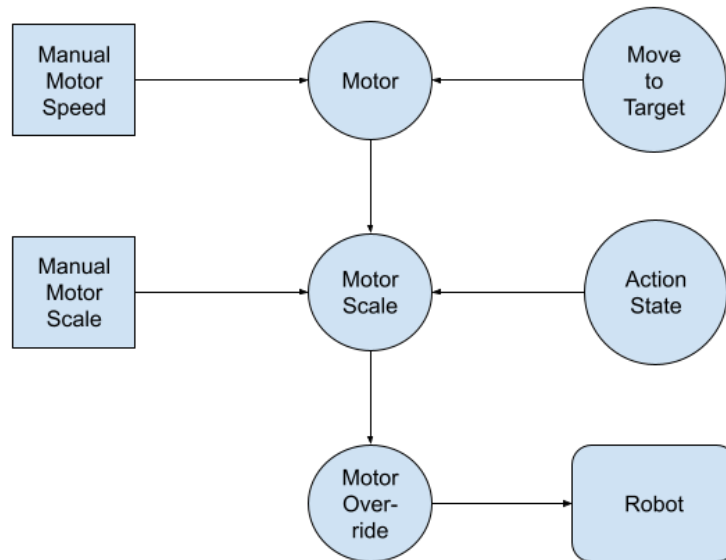 Manual
Motor
Speed
Motor
Move
to
Target
Manual
Motor
Scale
Motor
Scale
Action
State
Motor
Over-
ride
Robot